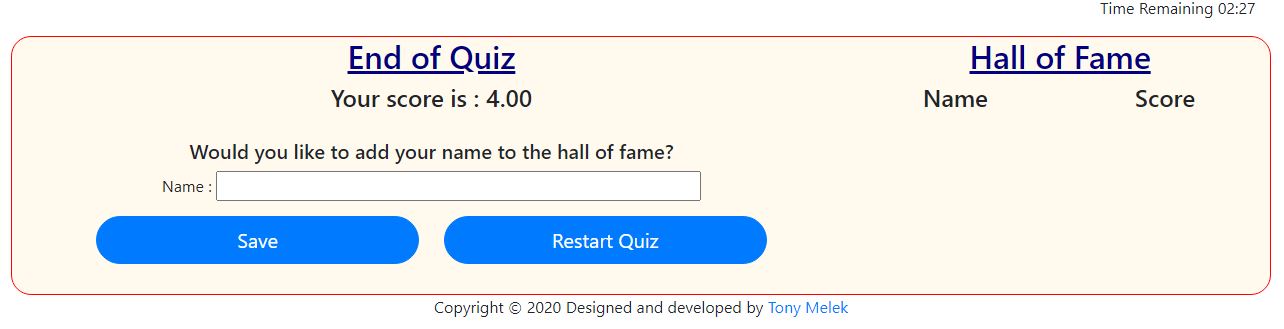 Time Remaining 02:27
End of Quiz
Your score is : 4.00
Would you like to add your name to the hall of fame?
Name :
Save
Restart Quiz
Hall of Fame
Name Score
Copyright © 2020 Designed and developed by Tony Melek